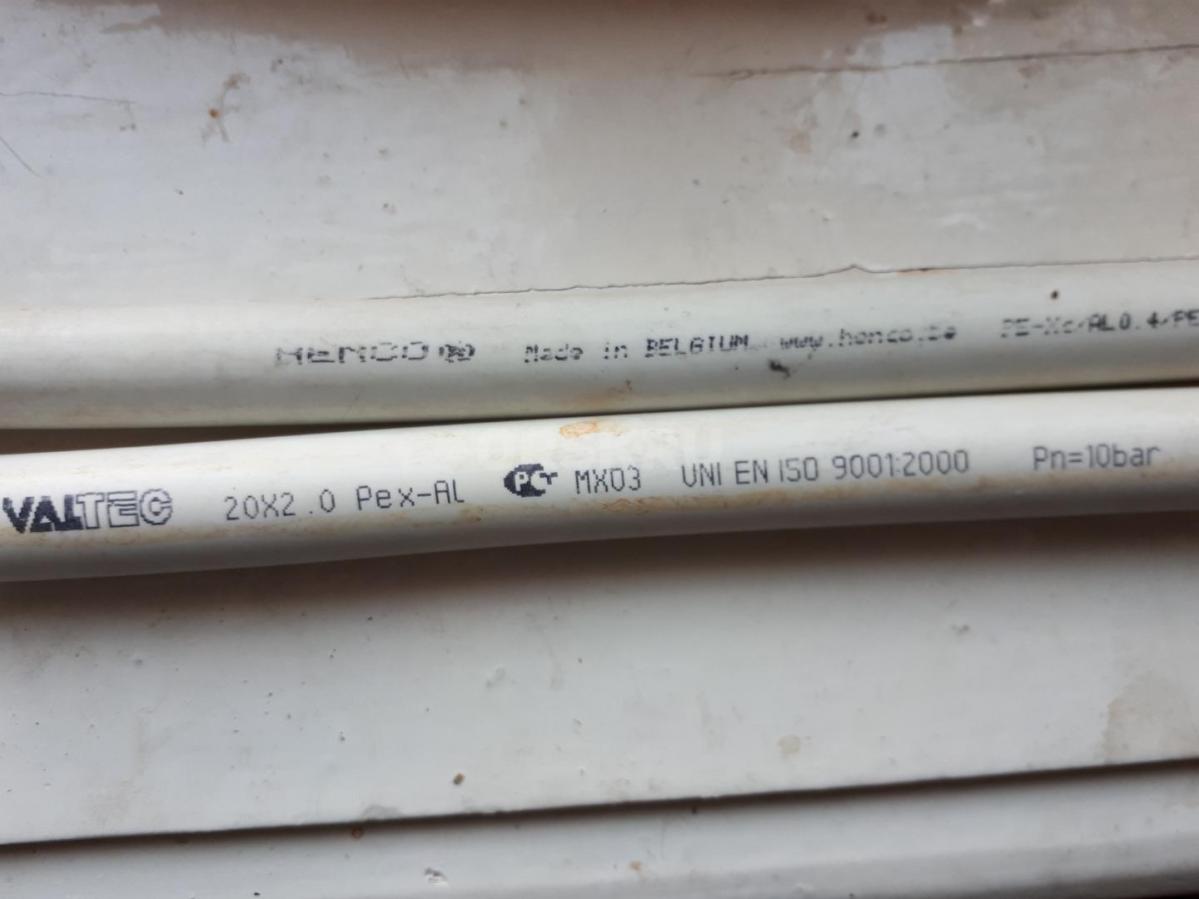 HENCO® Made in BELGIUM www.henco.be PE-Xc/AL0.4/PE
VALTEC 20X2.0 Pex-AL PCT MX03 UNI EN ISO 9001:2000 Pn=10bar